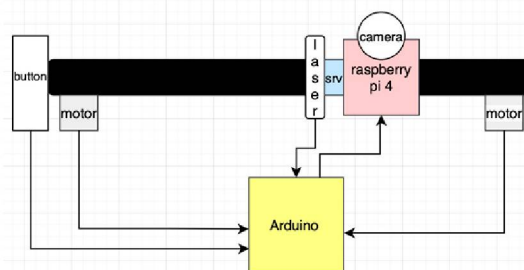 camera
l
a
s
e
r
button
srv
raspberry
pi 4
motor
motor
Arduino